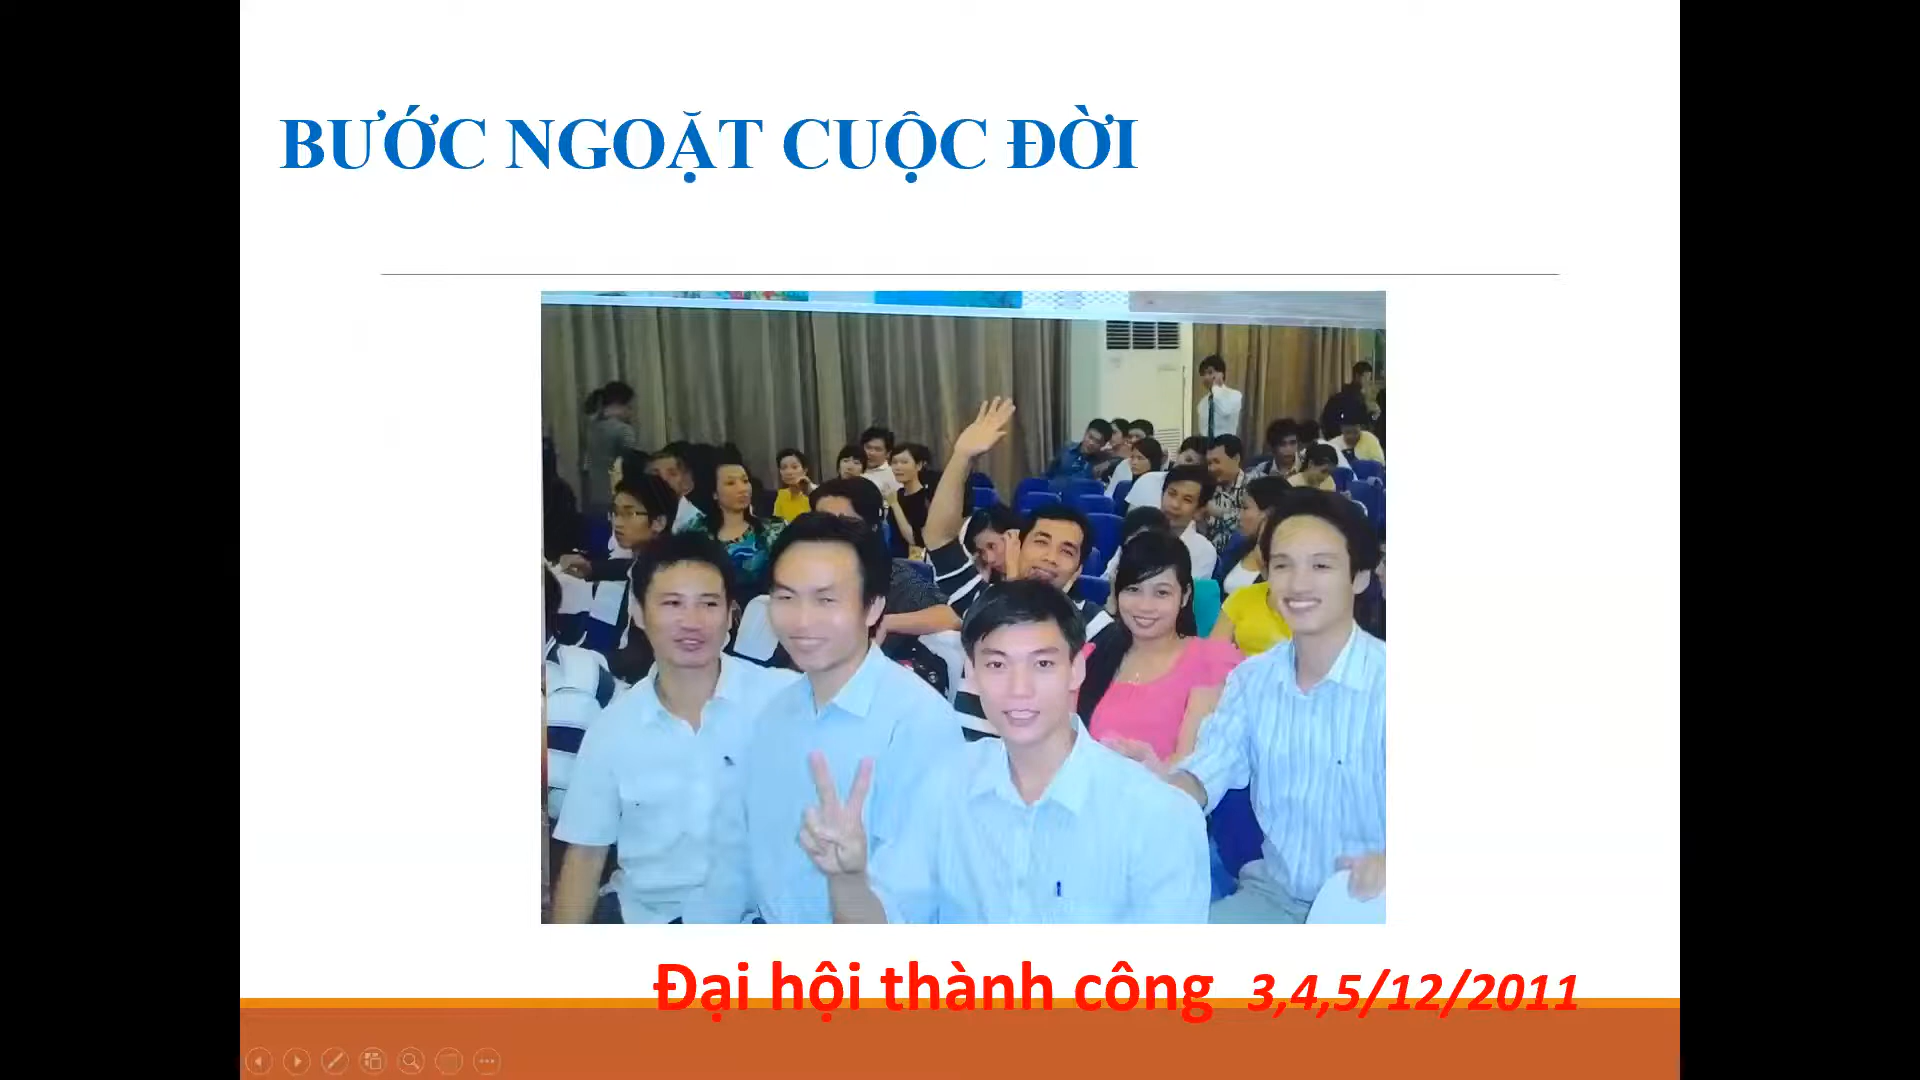 BƯỚC NGOẶT CUỘC ĐỜI
Đại hội thành công 3,4,5/12/2011